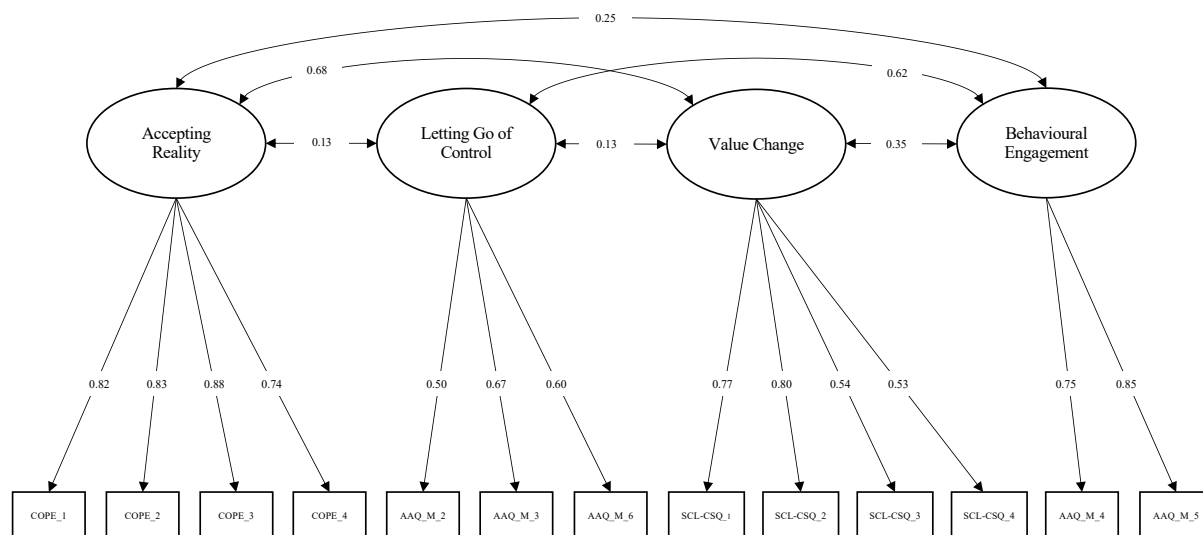 0.25
0.68
0.62
Accepting
Reality
0.13
Letting Go of
Control
0.13
Value Change
0.35
Behavioural
Engagement
0.82
0.83
0.88
0.74
0.50
0.67
0.60
0.77
0.80
0.54
0.53
0.75
0.85
COPE_1
COPE_2
COPE_3
COPE_4
AAQ_M_2
AAQ_M_3
AAQ_M_6
SCL-CSQ_1
SCL-CSQ_2
SCL-CSQ_3
SCL-CSQ_4
AAQ_M_4
AAQ_M_5